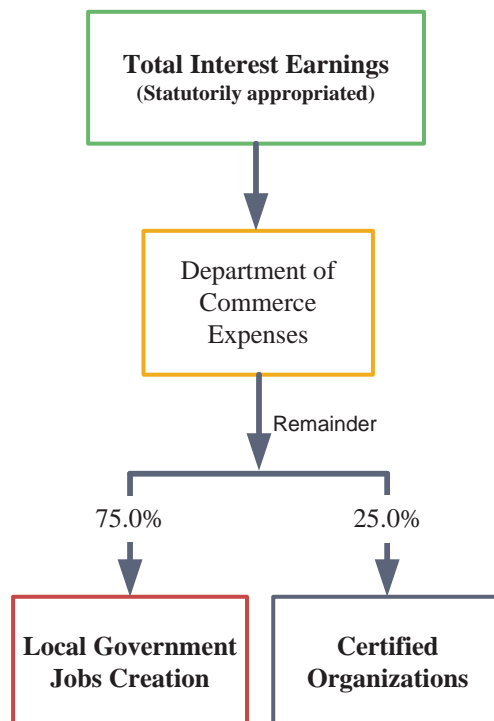 Total Interest Earnings
(Statutorily appropriated)
Department of
Commerce
Expenses
Remainder
75.0%
25.0%
Local Government
Jobs Creation
Certified
Organizations